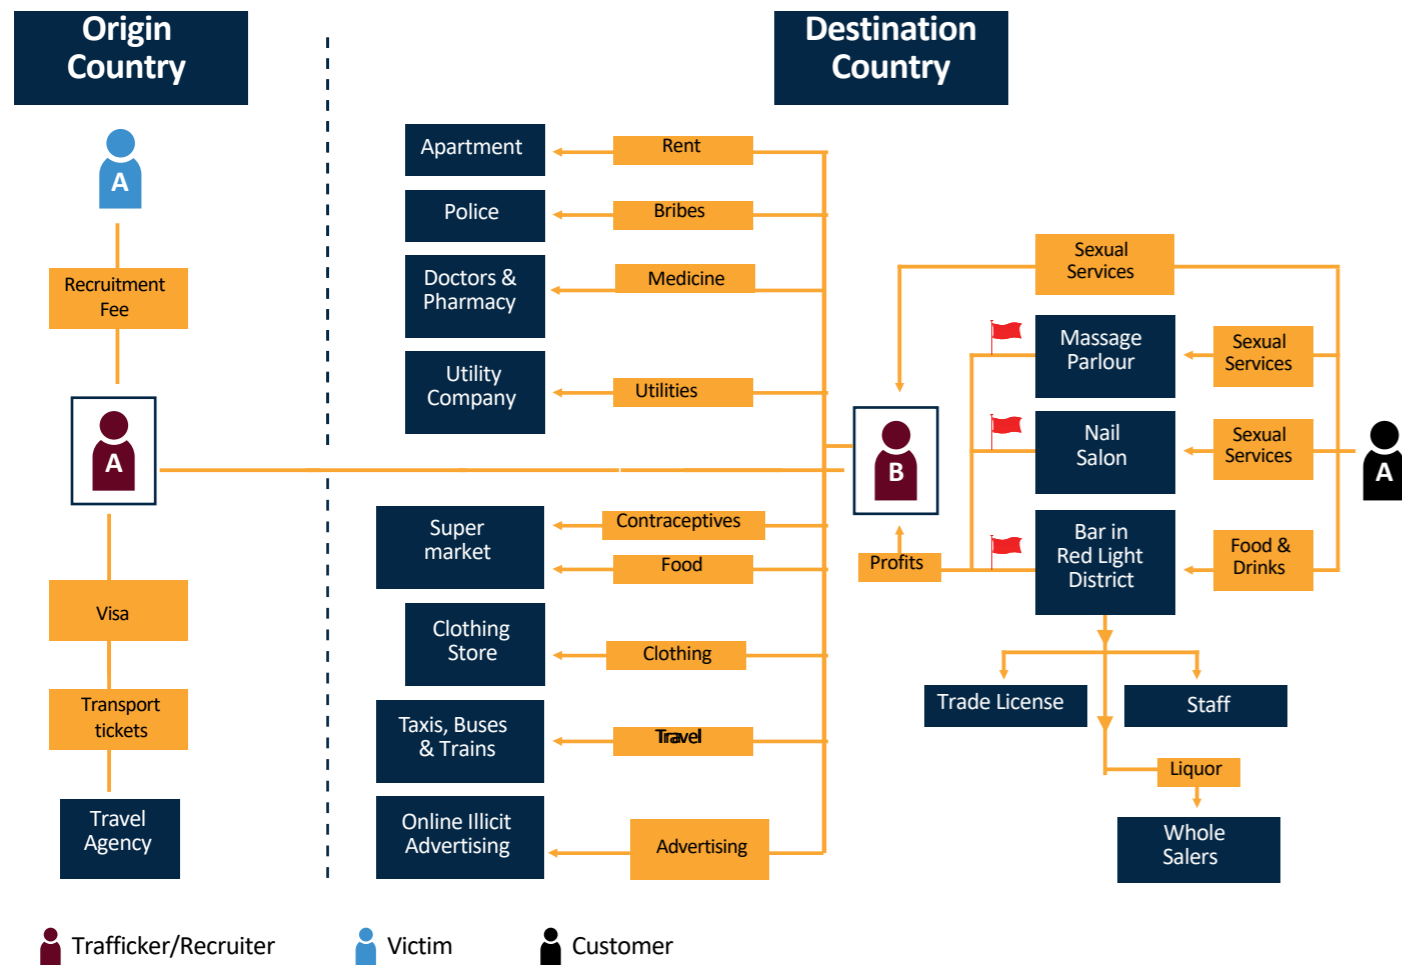 Origin
Country
Destination
Country
A
Recruitment
Fee
A
Visa
Transport
tickets
Travel
Agency
Apartment
Rent
Police
Bribes
Doctors &
Pharmacy
Medicine
Utility
Company
Utilities
Super
market
Contraceptives
Food
Clothing
Store
Clothing
Taxis, Buses
& Trains
Travel
Online Illicit
Advertising
Advertising
B
Profits
Sexual
Services
Massage
Parlour
Sexual
Services
Nail
Salon
Sexual
Services
Bar in
Red Light
District
Food &
Drinks
A
Trade License
Staff
Liquor
Whole
Salers
Trafficker/Recruiter
Victim
Customer